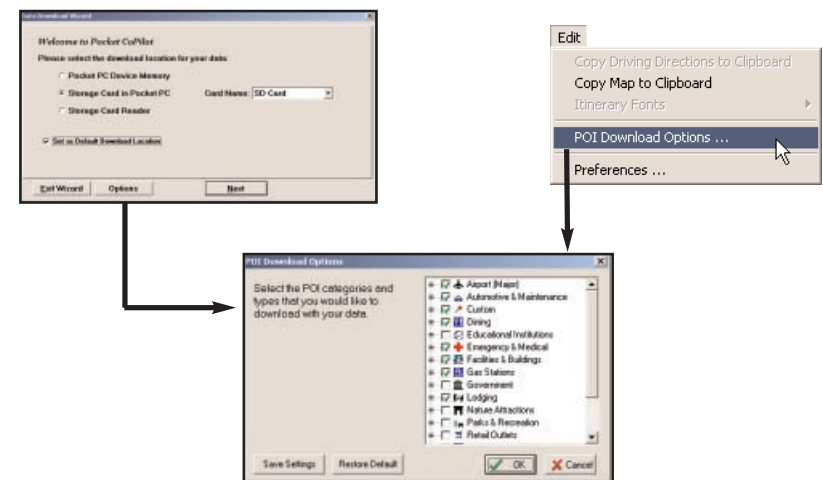 Data Download Wizard
Welcome to Pocket CoPilot
Please select the download location for your data
Pocket PC Device Memory
Storage Card in Pocket PC
Card Name: SD Card
Storage Card Reader
Set as Default Download Location
Exit Wizard
Options
Next
Edit
Copy Driving Directions to Clipboard
Copy Map to Clipboard
Itinerary Fonts
POI Download Options ...
Preferences ...
POI Download Options
Select the POI categories and
types that you would like to
download with your data.
Airport (Major)
Automotive & Maintenance
Custom
Dining
Educational Institutions
Emergency & Medical
Facilities & Buildings
Gas Stations
Government
Lodging
Nature Attractions
Parks & Recreation
Retail Outlets
Save Settings
Restore Default
OK
Cancel